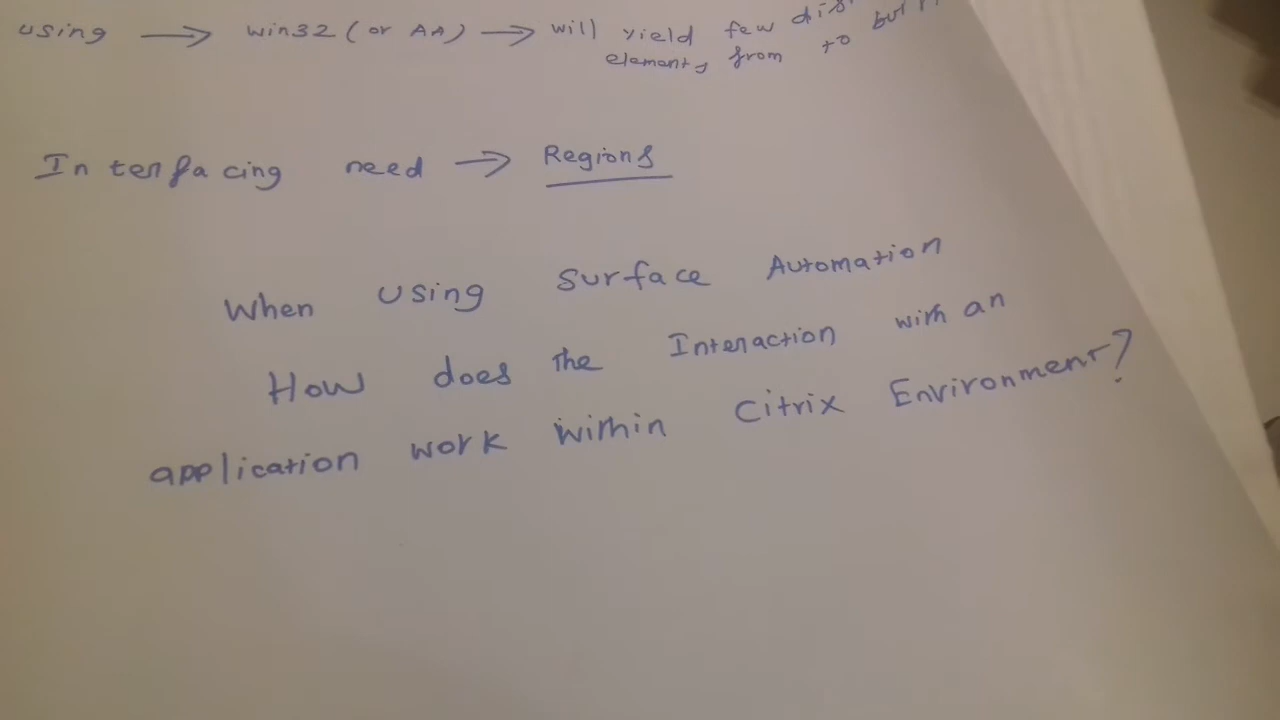 using → win32 (or AA) → will yield few
elements from to
Interfacing need → Regions
When using Surface Automation
How does the Interaction with an
application work within Citrix Environment?